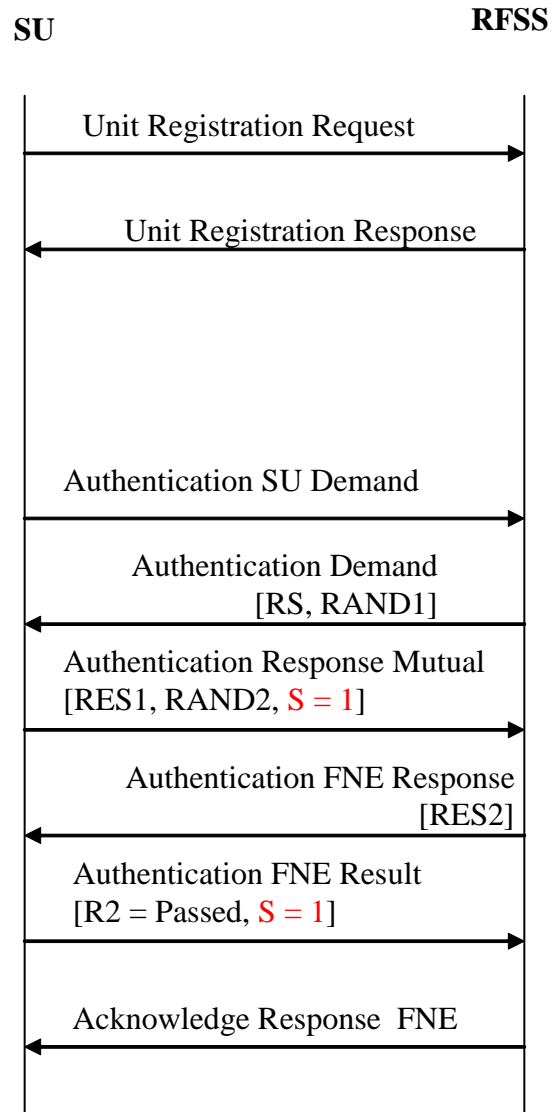 SU
RFSS
Unit Registration Request
Unit Registration Response
Authentication SU Demand
Authentication Demand
[RS, RAND1]
Authentication Response Mutual
[RES1, RAND2, S = 1]
Authentication FNE Response
[RES2]
Authentication FNE Result
[R2 = Passed, S = 1]
Acknowledge Response FNE